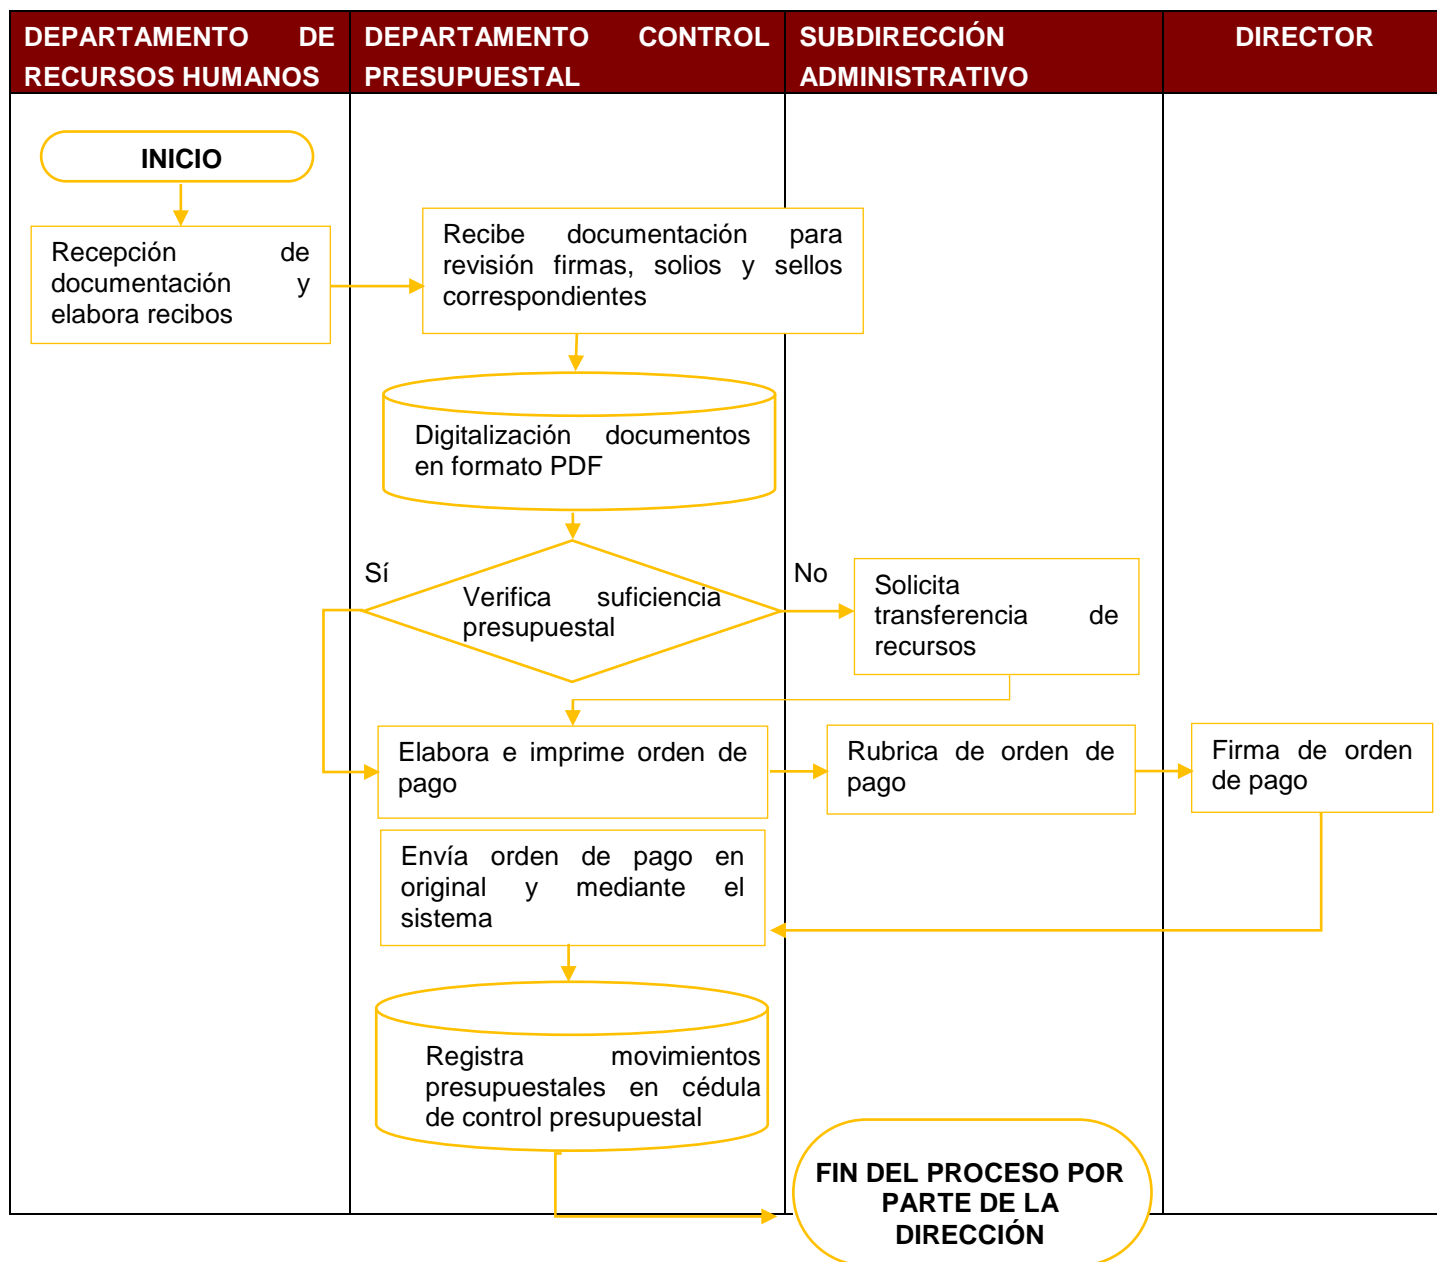 DEPARTAMENTO DE
RECURSOS HUMANOS
DEPARTAMENTO CONTROL
PRESUPUESTAL
SUBDIRECCIÓN
ADMINISTRATIVO
DIRECTOR
INICIO
Recepción de
documentación y
elabora recibos
Recibe documentación para
revisión firmas, solios y sellos
correspondientes
Digitalización documentos
en formato PDF
Sí
Verifica suficiencia
presupuestal
No
Solicita
transferencia de
recursos
Elabora e imprime orden de
pago
Rubrica de orden de
pago
Firma de orden
de pago
Envía orden de pago en
original y mediante el
sistema
Registra movimientos
presupuestales en cédula
de control presupuestal
FIN DEL PROCESO POR
PARTE DE LA
DIRECCIÓN